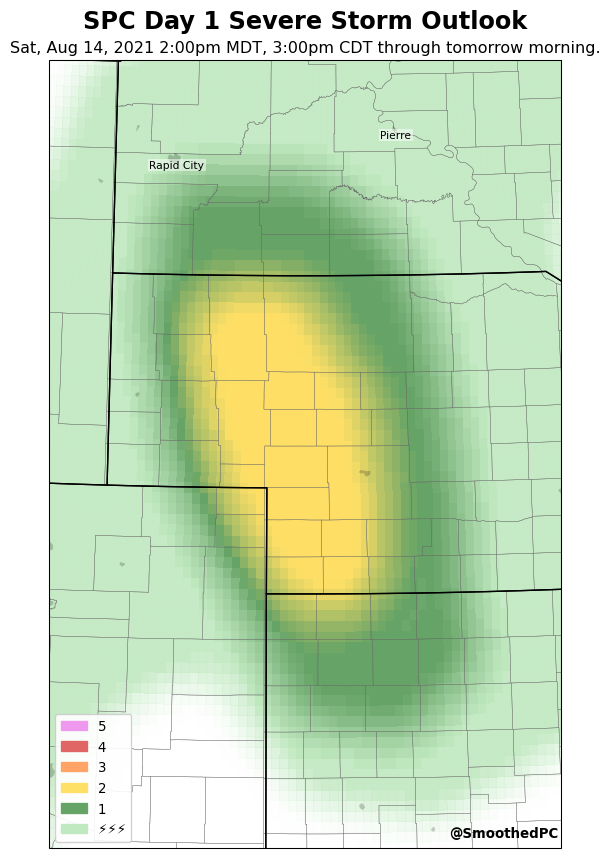 SPC Day 1 Severe Storm Outlook
Sat, Aug 14, 2021 2:00pm MDT, 3:00pm CDT through tomorrow morning.
Pierre
Rapid City
5
4
3
2
1
⚡⚡⚡
@SmoothedPC